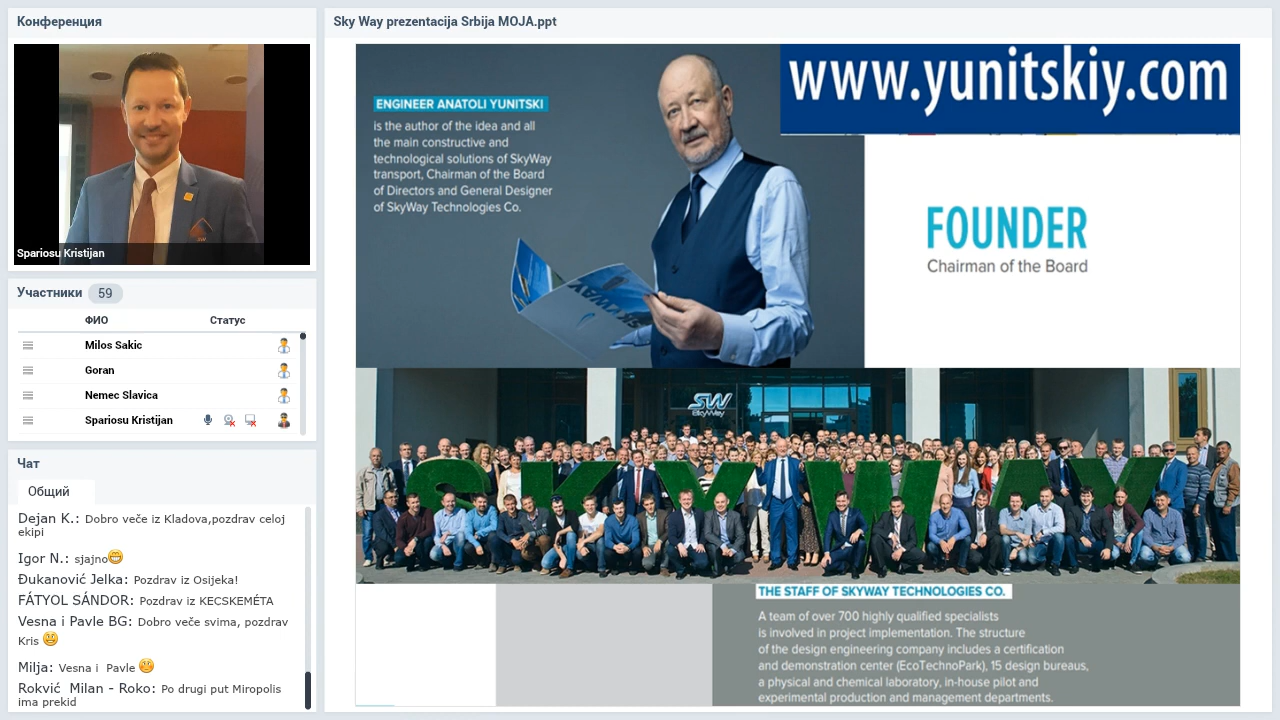 Конференция
Spariosu Kristijan
Участники 59
ФИО Статус
Milos Sakic
Goran
Nemec Slavica
Spariosu Kristijan
Чат
Общий
Dejan K.: Dobro veče iz Kladova,pozdrav celoj
ekipi
Igor N.: sjajno
Đukanović Jelka: Pozdrav iz Osijeka!
FÁTYOL SÁNDOR: Pozdrav iz KECSKEMÉTA
Vesna i Pavle BG: Dobro veče svima, pozdrav
Kris
Milja: Vesna i Pavle
Rokvić Milan - Roko: Po drugi put Miropolis
ima prekid
Sky Way prezentacija Srbija MOJA.ppt
www.yunitskiy.com
ENGINEER ANATOLI YUNITSKI
is the author of the idea and all
the main constructive and
technological solutions of SkyWay
transport, Chairman of the Board
of Directors and General Designer
of SkyWay Technologies Co.
SKYWAY
FOUNDER
Chairman of the Board
SW
SkyWay
SKYWAY
THE STAFF OF SKYWAY TECHNOLOGIES CO.
A team of over 700 highly qualified specialists
is involved in project implementation. The structure
of the design engineering company includes a certification
and demonstration center (EcoTechnoPark), 15 design bureaus,
a physical and chemical laboratory, in-house pilot and
experimental production and management departments.